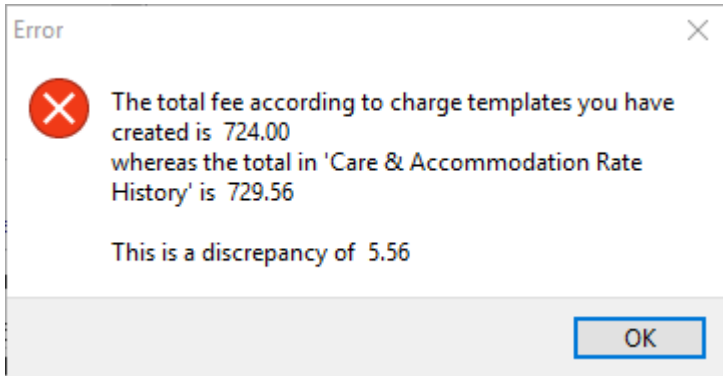 Error
The total fee according to charge templates you have
created is 724.00
whereas the total in 'Care & Accommodation Rate
History' is 729.56
This is a discrepancy of 5.56
OK